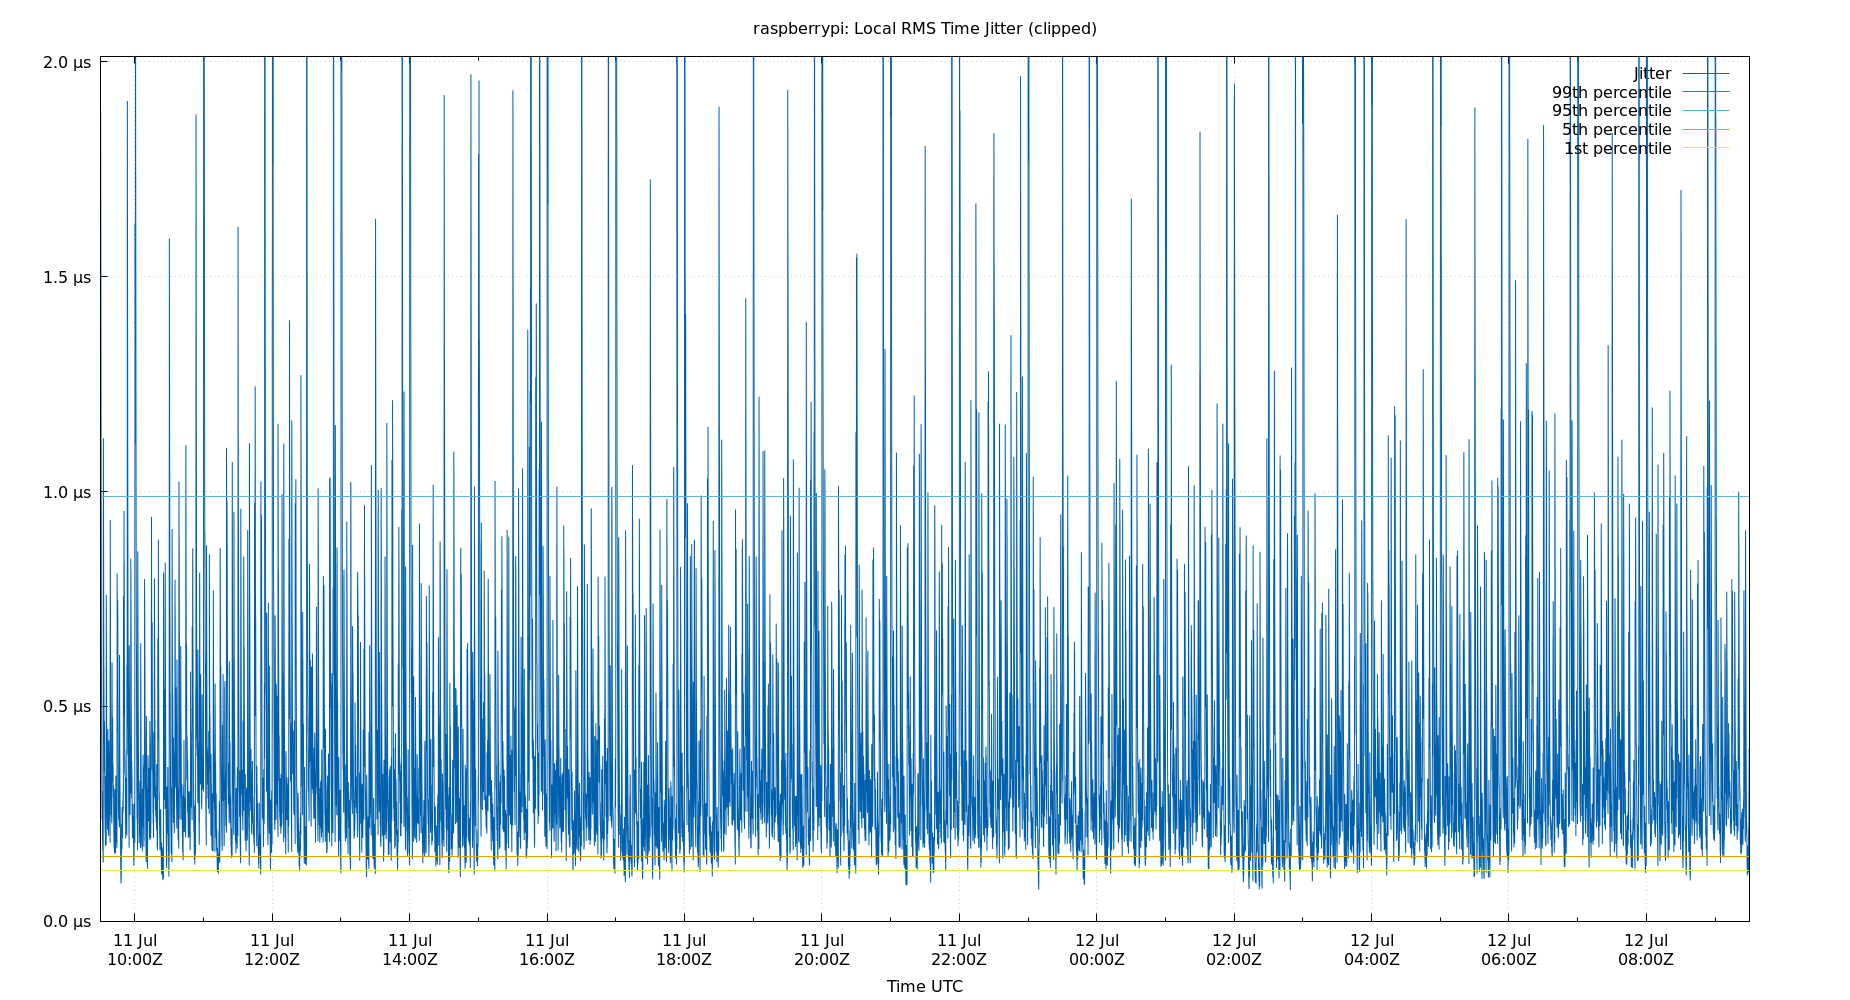 raspberrypi: Local RMS Time Jitter (clipped)
2.0 µs
1.5 µs
1.0 µs
0.5 µs
0.0 µs
Jitter
99th percentile
95th percentile
5th percentile
1st percentile
11 Jul 11 Jul 11 Jul 11 Jul 11 Jul 11 Jul 11 Jul 12 Jul 12 Jul 12 Jul 12 Jul 12 Jul
10:00Z 12:00Z 14:00Z 16:00Z 18:00Z 20:00Z 22:00Z 00:00Z 02:00Z 04:00Z 06:00Z 08:00Z
Time UTC